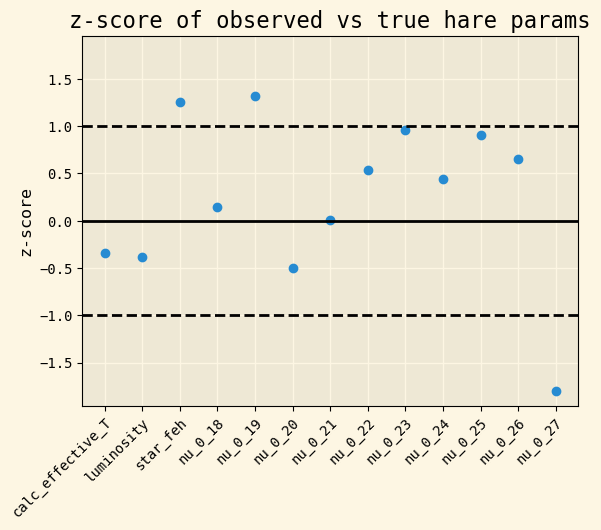 z-score of observed vs true hare params
z-score
1.5
1.0
0.5
0.0
−0.5
−1.0
−1.5
calc_effective_T
luminosity
star_feh
nu_0_18
nu_0_19
nu_0_20
nu_0_21
nu_0_22
nu_0_23
nu_0_24
nu_0_25
nu_0_26
nu_0_27